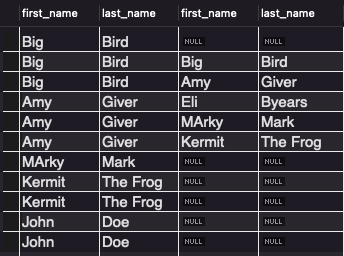 first_name last_name first_name last_name
Big Bird NULL NULL
Big Bird Big Bird
Big Bird Amy Giver
Amy Giver Eli Byears
Amy Giver MArky Mark
Amy Giver Kermit The Frog
MArky Mark NULL NULL
Kermit The Frog NULL NULL
Kermit The Frog NULL NULL
John Doe NULL NULL
John Doe NULL NULL